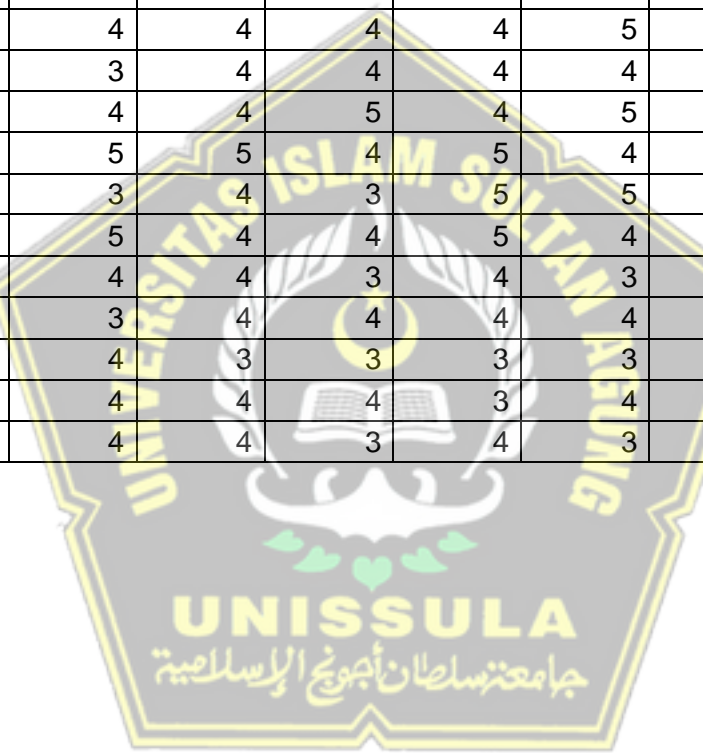 4 4 4 4 5
3 4 4 4 4
4 4 5 4 5
5 5 4 5 4
3 4 3 5 5
5 4 4 5 4
4 4 3 4 3
3 4 4 4 4
4 3 3 3 3
4 4 4 3 4
4 4 3 4 3
UNIVERSITAS ISLAM SULTAN AGUNG
UNISSULA
جامعة سلطان أجونج الإسلامية